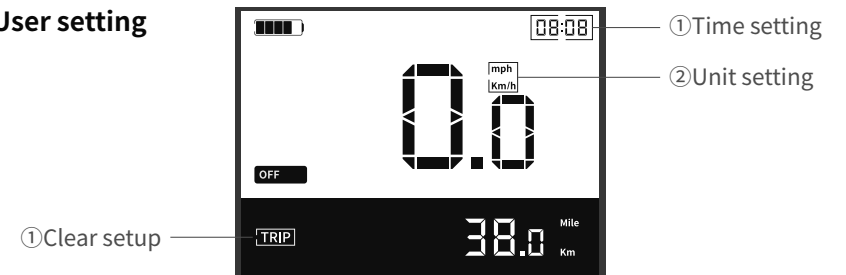 User setting
08:08
①Time setting
mph
②Unit setting
Km/h
0.0
OFF
①Clear setup
TRIP
38.0
Mile
Km